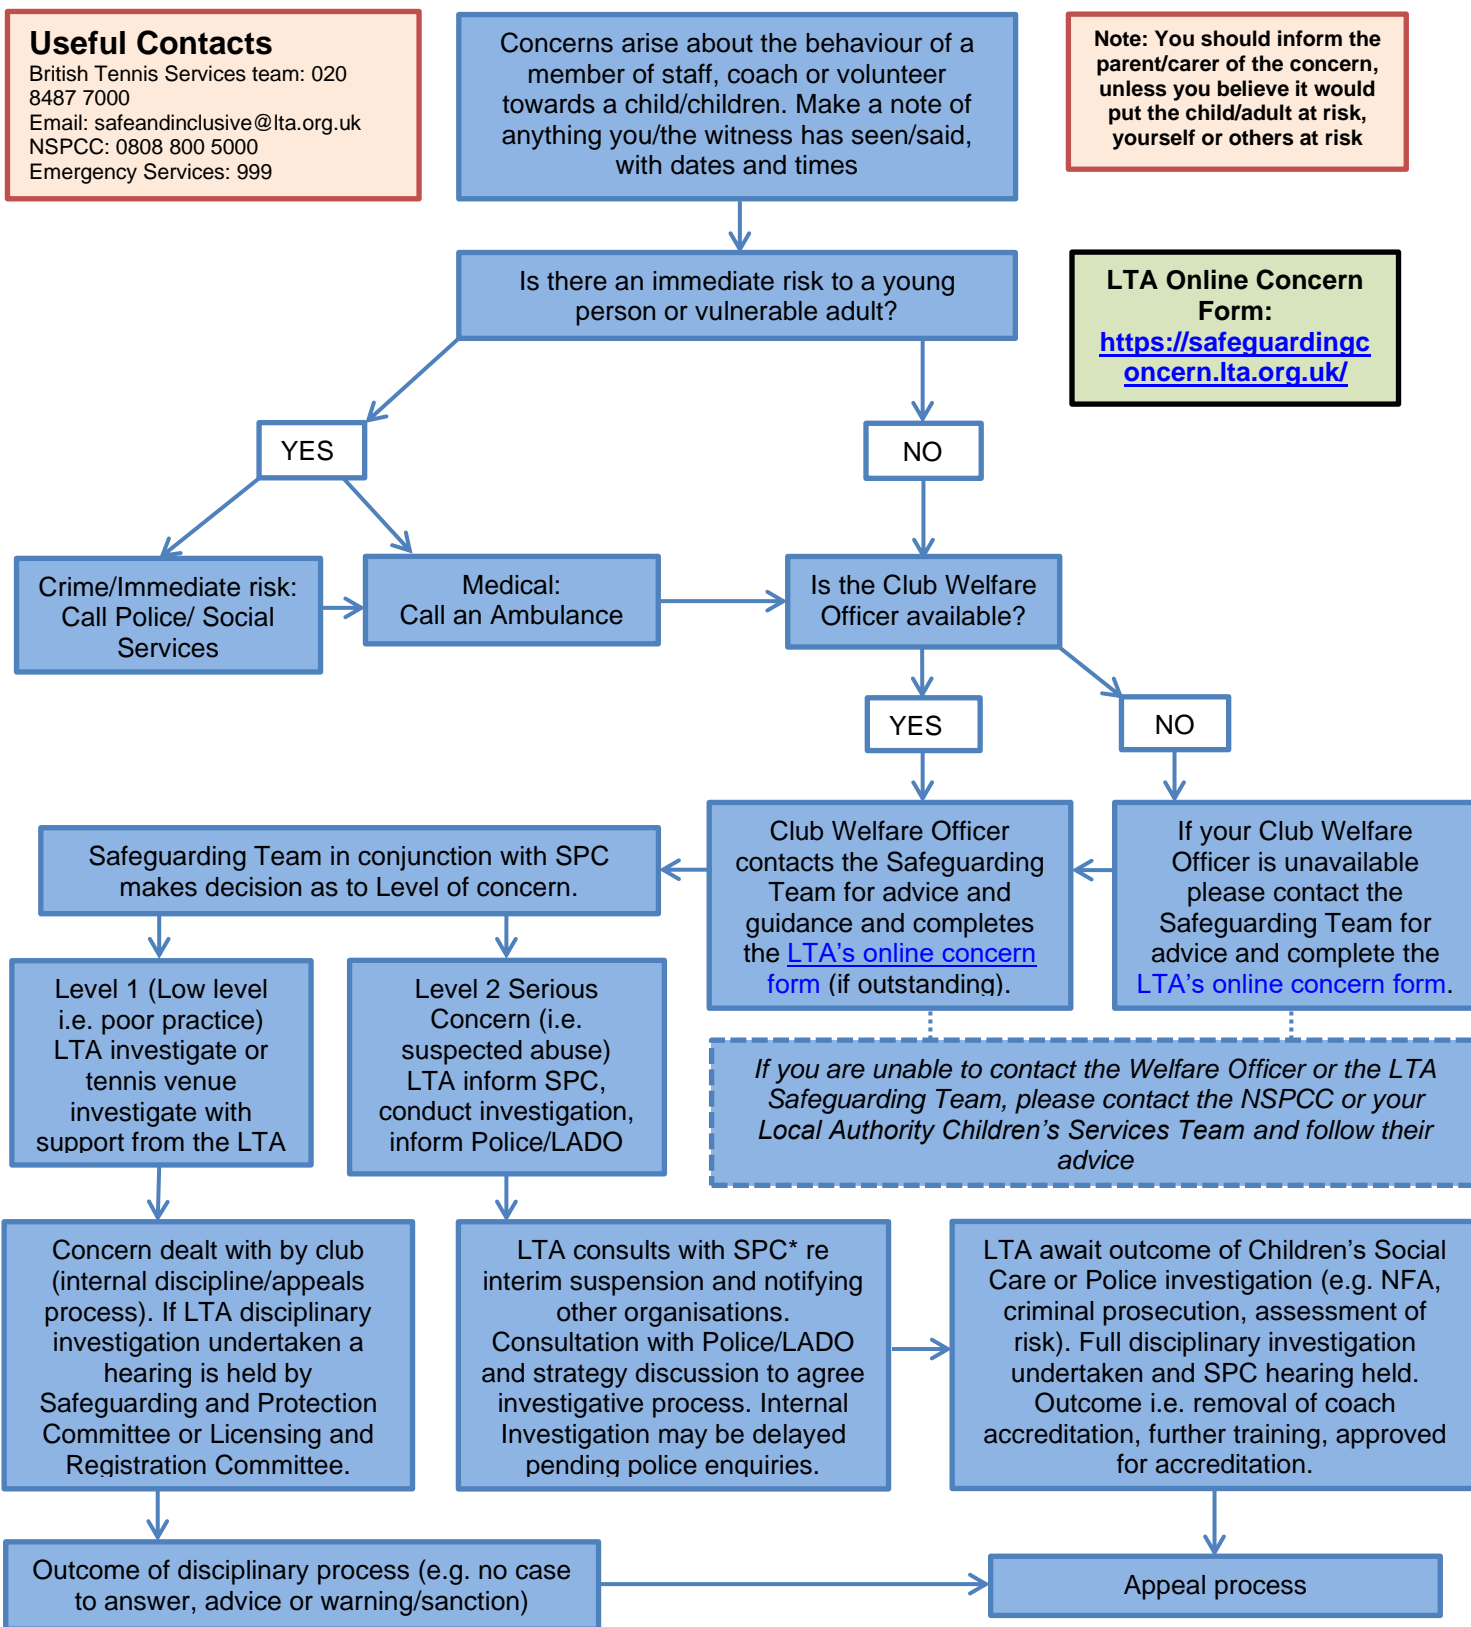 Useful Contacts
British Tennis Services team: 020
8487 7000
Email: safeandinclusive@lta.org.uk
NSPCC: 0808 800 5000
Emergency Services: 999
Concerns arise about the behaviour of a
member of staff, coach or volunteer
towards a child/children. Make a note of
anything you/the witness has seen/said,
with dates and times
Note: You should inform the
parent/carer of the concern,
unless you believe it would
put the child/adult at risk,
yourself or others at risk
Is there an immediate risk to a young
person or vulnerable adult?
LTA Online Concern
Form:
https://safeguardingc
oncern.lta.org.uk/
YES
NO
Crime/Immediate risk:
Call Police/ Social
Services
Medical:
Call an Ambulance
Is the Club Welfare
Officer available?
YES
NO
Safeguarding Team in conjunction with SPC
makes decision as to Level of concern.
Club Welfare Officer
contacts the Safeguarding
Team for advice and
guidance and completes
the LTA's online concern
form (if outstanding).
If your Club Welfare
Officer is unavailable
please contact the
Safeguarding Team for
advice and complete the
LTA's online concern form.
Level 1 (Low level
i.e. poor practice)
LTA investigate or
tennis venue
investigate with
support from the LTA
Level 2 Serious
Concern (i.e.
suspected abuse)
LTA inform SPC,
conduct investigation,
inform Police/LADO
If you are unable to contact the Welfare Officer or the LTA
Safeguarding Team, please contact the NSPCC or your
Local Authority Children's Services Team and follow their
advice
Concern dealt with by club
(internal discipline/appeals
process). If LTA disciplinary
investigation undertaken a
hearing is held by
Safeguarding and Protection
Committee or Licensing and
Registration Committee.
LTA consults with SPC* re
interim suspension and notifying
other organisations.
Consultation with Police/LADO
and strategy discussion to agree
investigative process. Internal
Investigation may be delayed
pending police enquiries.
LTA await outcome of Children's Social
Care or Police investigation (e.g. NFA,
criminal prosecution, assessment of
risk). Full disciplinary investigation
undertaken and SPC hearing held.
Outcome i.e. removal of coach
accreditation, further training, approved
for accreditation.
Outcome of disciplinary process (e.g. no case
to answer, advice or warning/sanction)
Appeal process